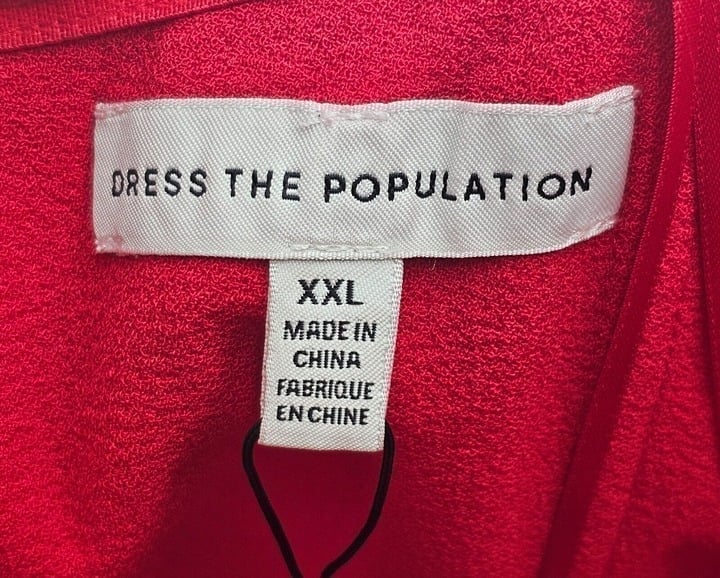 DRESS THE POPULATION
XXL
MADE IN
CHINA
FABRIQUE
EN CHINE